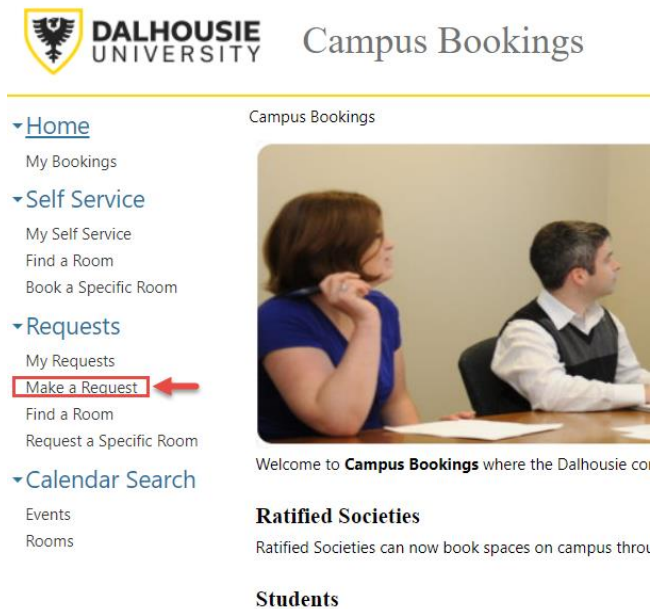 DALHOUSIE
UNIVERSITY
Campus Bookings
Home
My Bookings
Self Service
My Self Service
Find a Room
Book a Specific Room
Requests
My Requests
Make a Request
Find a Room
Request a Specific Room
Calendar Search
Events
Rooms
Campus Bookings
Welcome to Campus Bookings where the Dalhousie
Ratified Societies
Ratified Societies can now book spaces on campus
Students